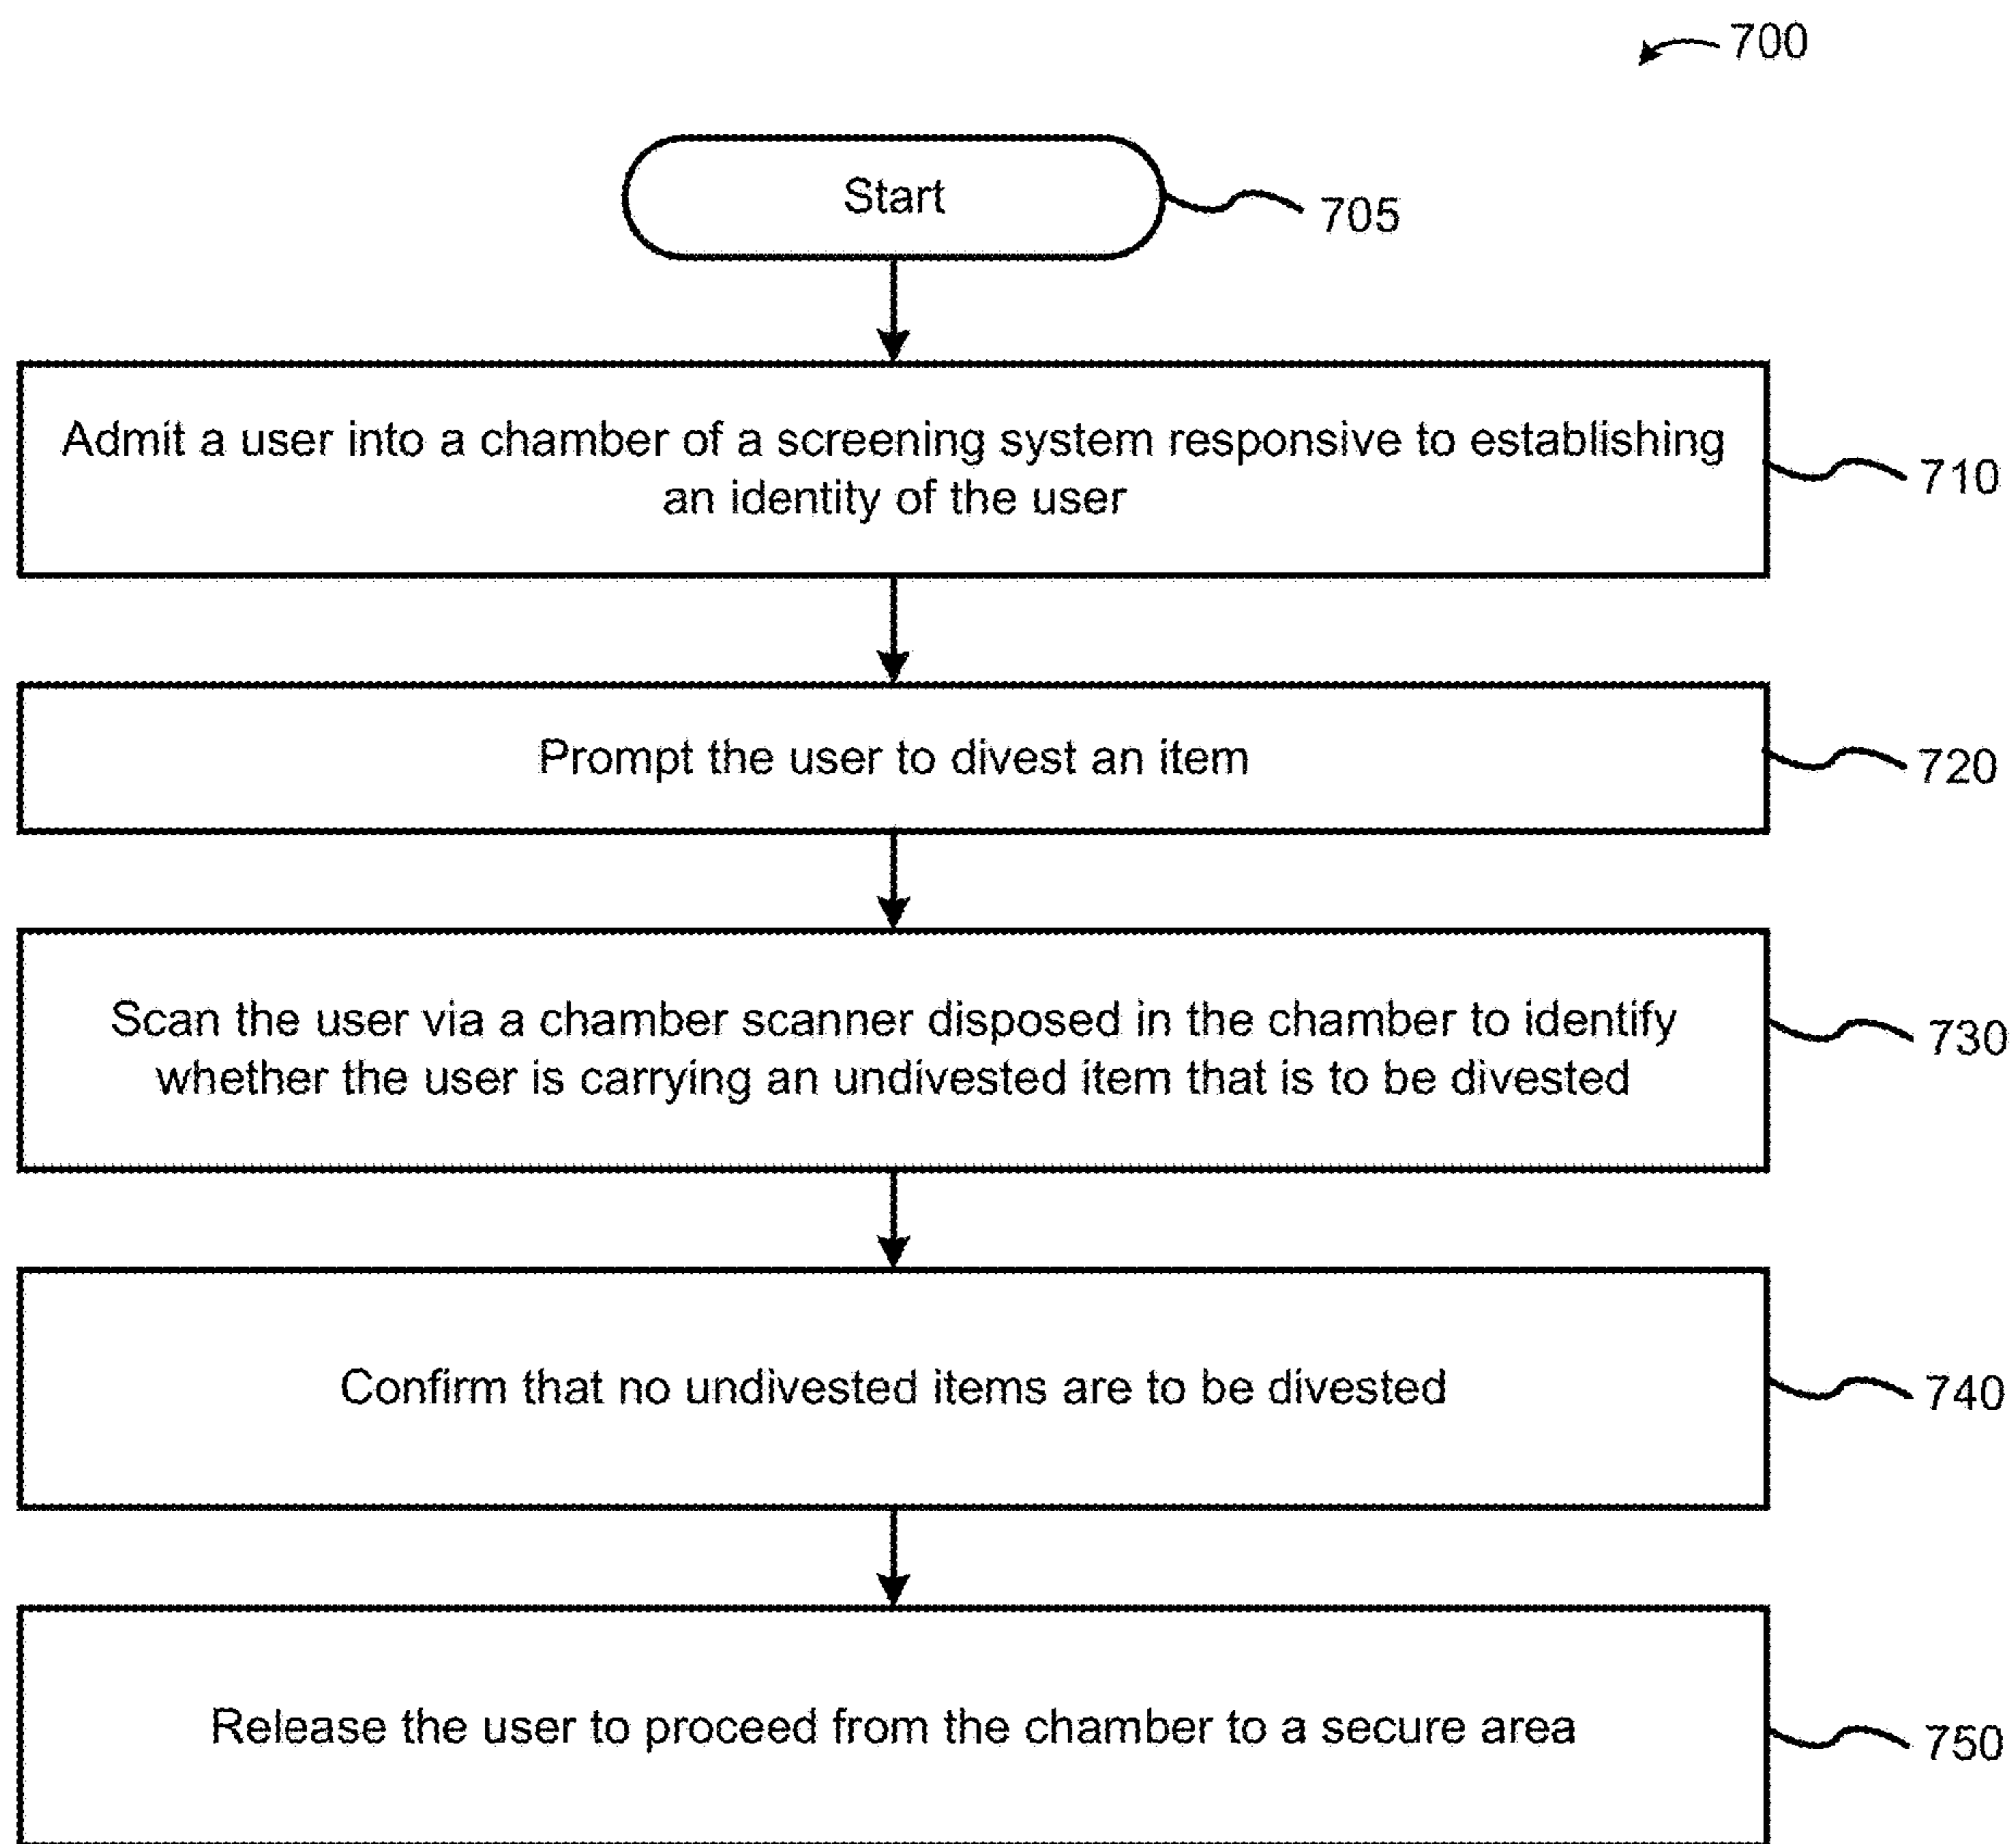 700
Start
705
Admit a user into a chamber of a screening system responsive to establishing
an identity of the user
710
Prompt the user to divest an item
720
Scan the user via a chamber scanner disposed in the chamber to identify
whether the user is carrying an undivested item that is to be divested
730
Confirm that no undivested items are to be divested
740
Release the user to proceed from the chamber to a secure area
750